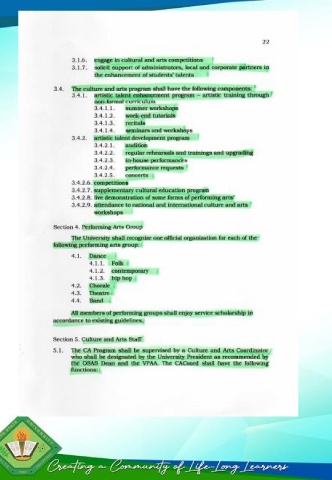 22
3.1.6. engage in cultural and arts competitions
3.1.7. solicit support of administrators, local and corporate partners in
the enhancement of students' talents
3.4. The culture and arts program shall have the following components:
3.4.1. artistic talent enhancement program – artistic training through
non-formal curriculum
3.4.1.1. summer workshops
3.4.1.2. week-end tutorials
3.4.1.3. recitals
3.4.1.4. seminars and workshops
3.4.2. artistic talent development program
3.4.2.1. audition
3.4.2.2. regular rehearsals and trainings and upgrading
3.4.2.3. in-house performances
3.4.2.4. performance requests
3.4.2.5. concerts
3.4.2.6. competitions
3.4.2.7. supplementary cultural education program
3.4.2.8. live demonstration of some forms of performing arts'
3.4.2.9. attendance to national and international culture and arts
workshops
Section 4. Performing Arts Group
The University shall recognize one official organization for each of the
following performing arts group:
4.1. Dance
4.1.1. Folk
4.1.2. contemporary
4.1.3. hip hop
4.2. Chorale
4.3. Theatre
4.4. Band
All members of performing groups shall enjoy service scholarship in
accordance to existing guidelines.
Section 5. Culture and Arts Staff
5.1. The CA Program shall be supervised by a Culture and Arts Coordinator
who shall be designated by the University President as recommended by
the OSAS Dean and the VPAA. The CACoord shall have the following
functions:
Creating a Community of Life-Long Learners